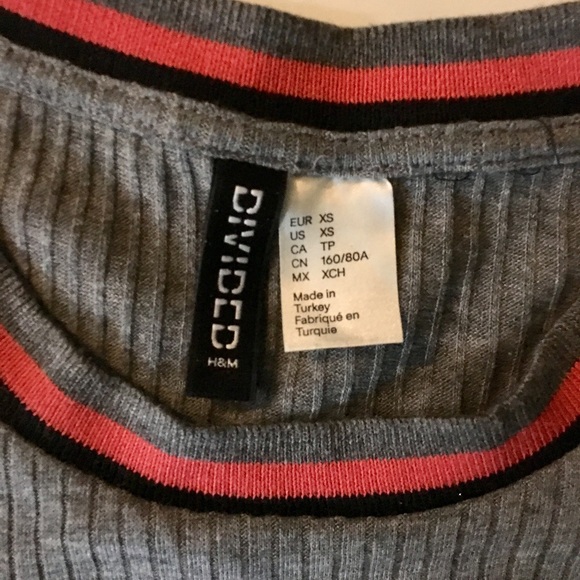 DIVIDED
H&M
EUR XS
US XS
CA TP
CN 160/80A
MX XCH
Made in
Turkey
Fabriqué en
Turquie